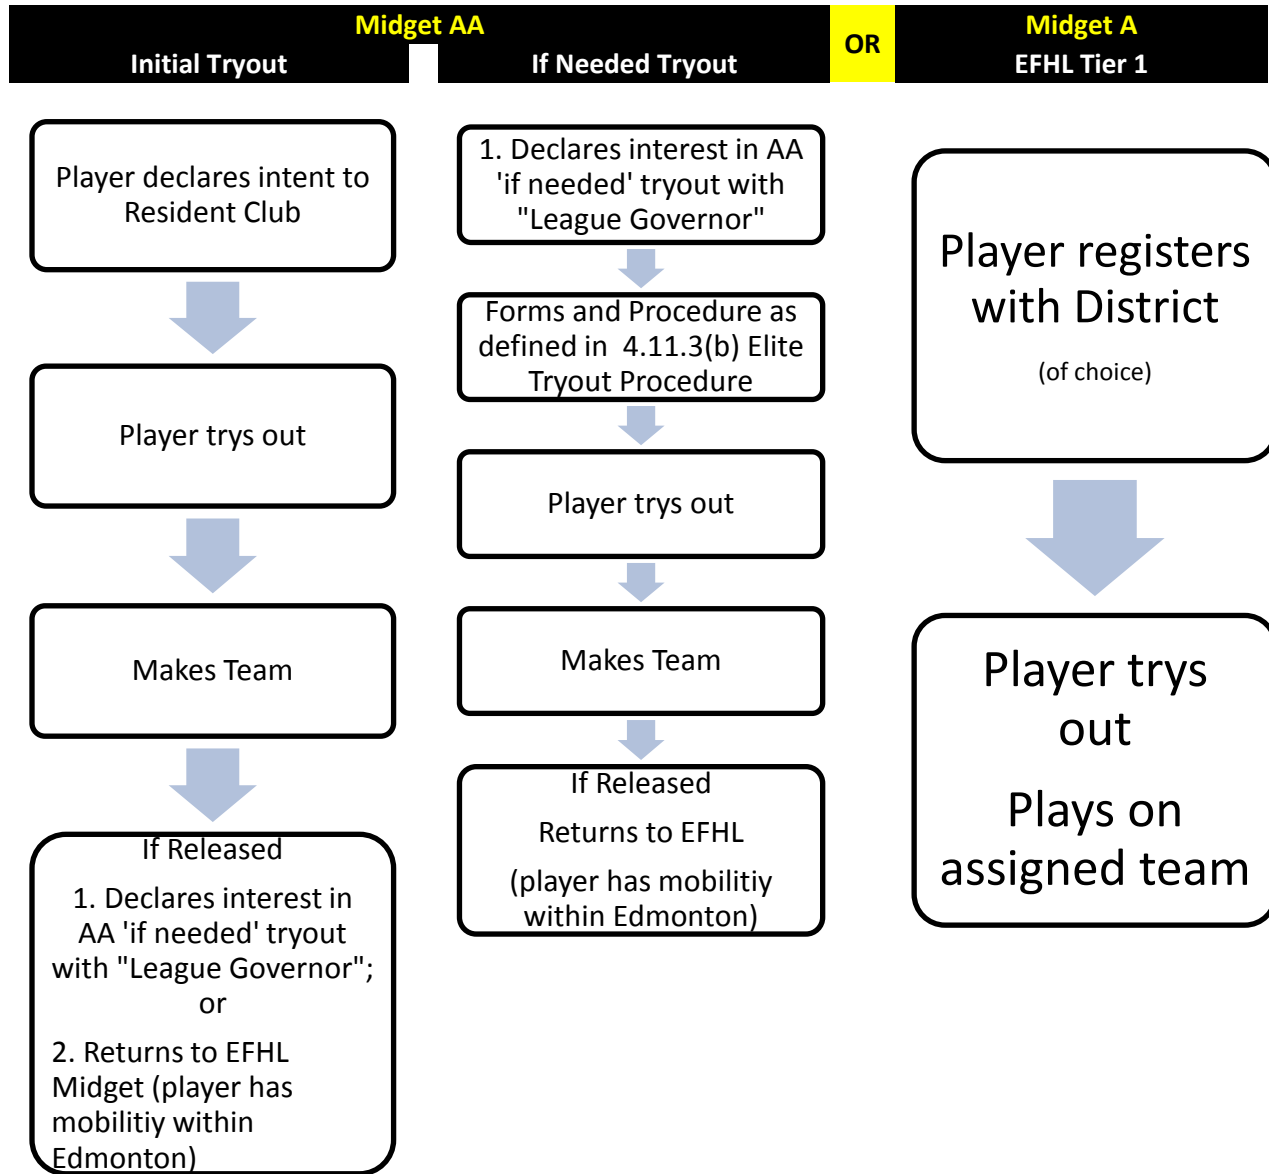 Midget AA
Initial Tryout
If Needed Tryout
OR
Midget A
EFHL Tier 1
Player declares intent to
Resident Club
Player trys out
Makes Team
If Released
1. Declares interest in
AA 'if needed' tryout
with "League Governor";
or
2. Returns to EFHL
Midget (player has
mobilitiy within
Edmonton)
1. Declares interest in AA
'if needed' tryout with
"League Governor"
Forms and Procedure as
defined in 4.11.3(b) Elite
Tryout Procedure
Player trys out
Makes Team
If Released
Returns to EFHL
(player has mobilitiy
within Edmonton)
Player registers
with District
(of choice)
Player trys
out
Plays on
assigned team